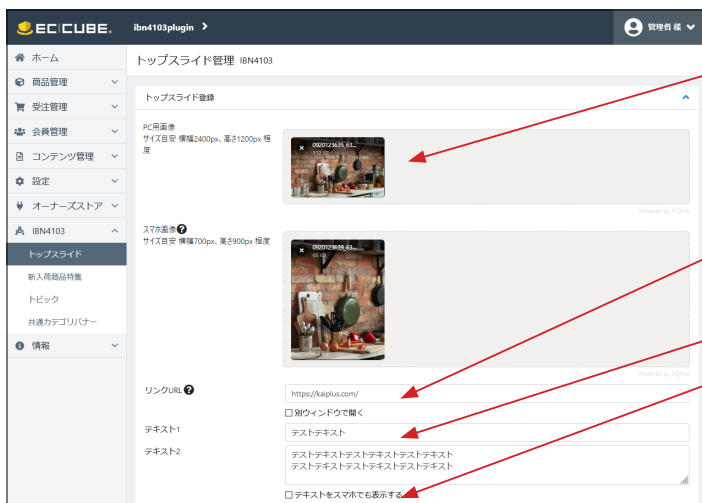 EC CUBE.
ibn4103plugin
管理者 様
ホーム
商品管理
受注管理
会員管理
コンテンツ管理
設定
オーナーズストア
IBN4103
トップスライド
新入荷商品特集
トピック
共通カテゴリバナー
情報
トップスライド管理 IBN4103
トップスライド登録
PC用画像
サイズ目安 横幅2400px、高さ1200px 程
度
0920123635_63...
112 KB
Powered by PQINA
スマホ画像
サイズ目安 横幅700px、高さ900px 程度
0920123639_63...
65 KB
Powered by PQINA
リンクURL
https://kaiplus.com/
別ウィンドウで開く
テキスト1
テストテキスト
テキスト2
テストテキストテストテキストテストテキスト
テストテキストテストテキストテストテキスト
テキストをスマホでも表示する